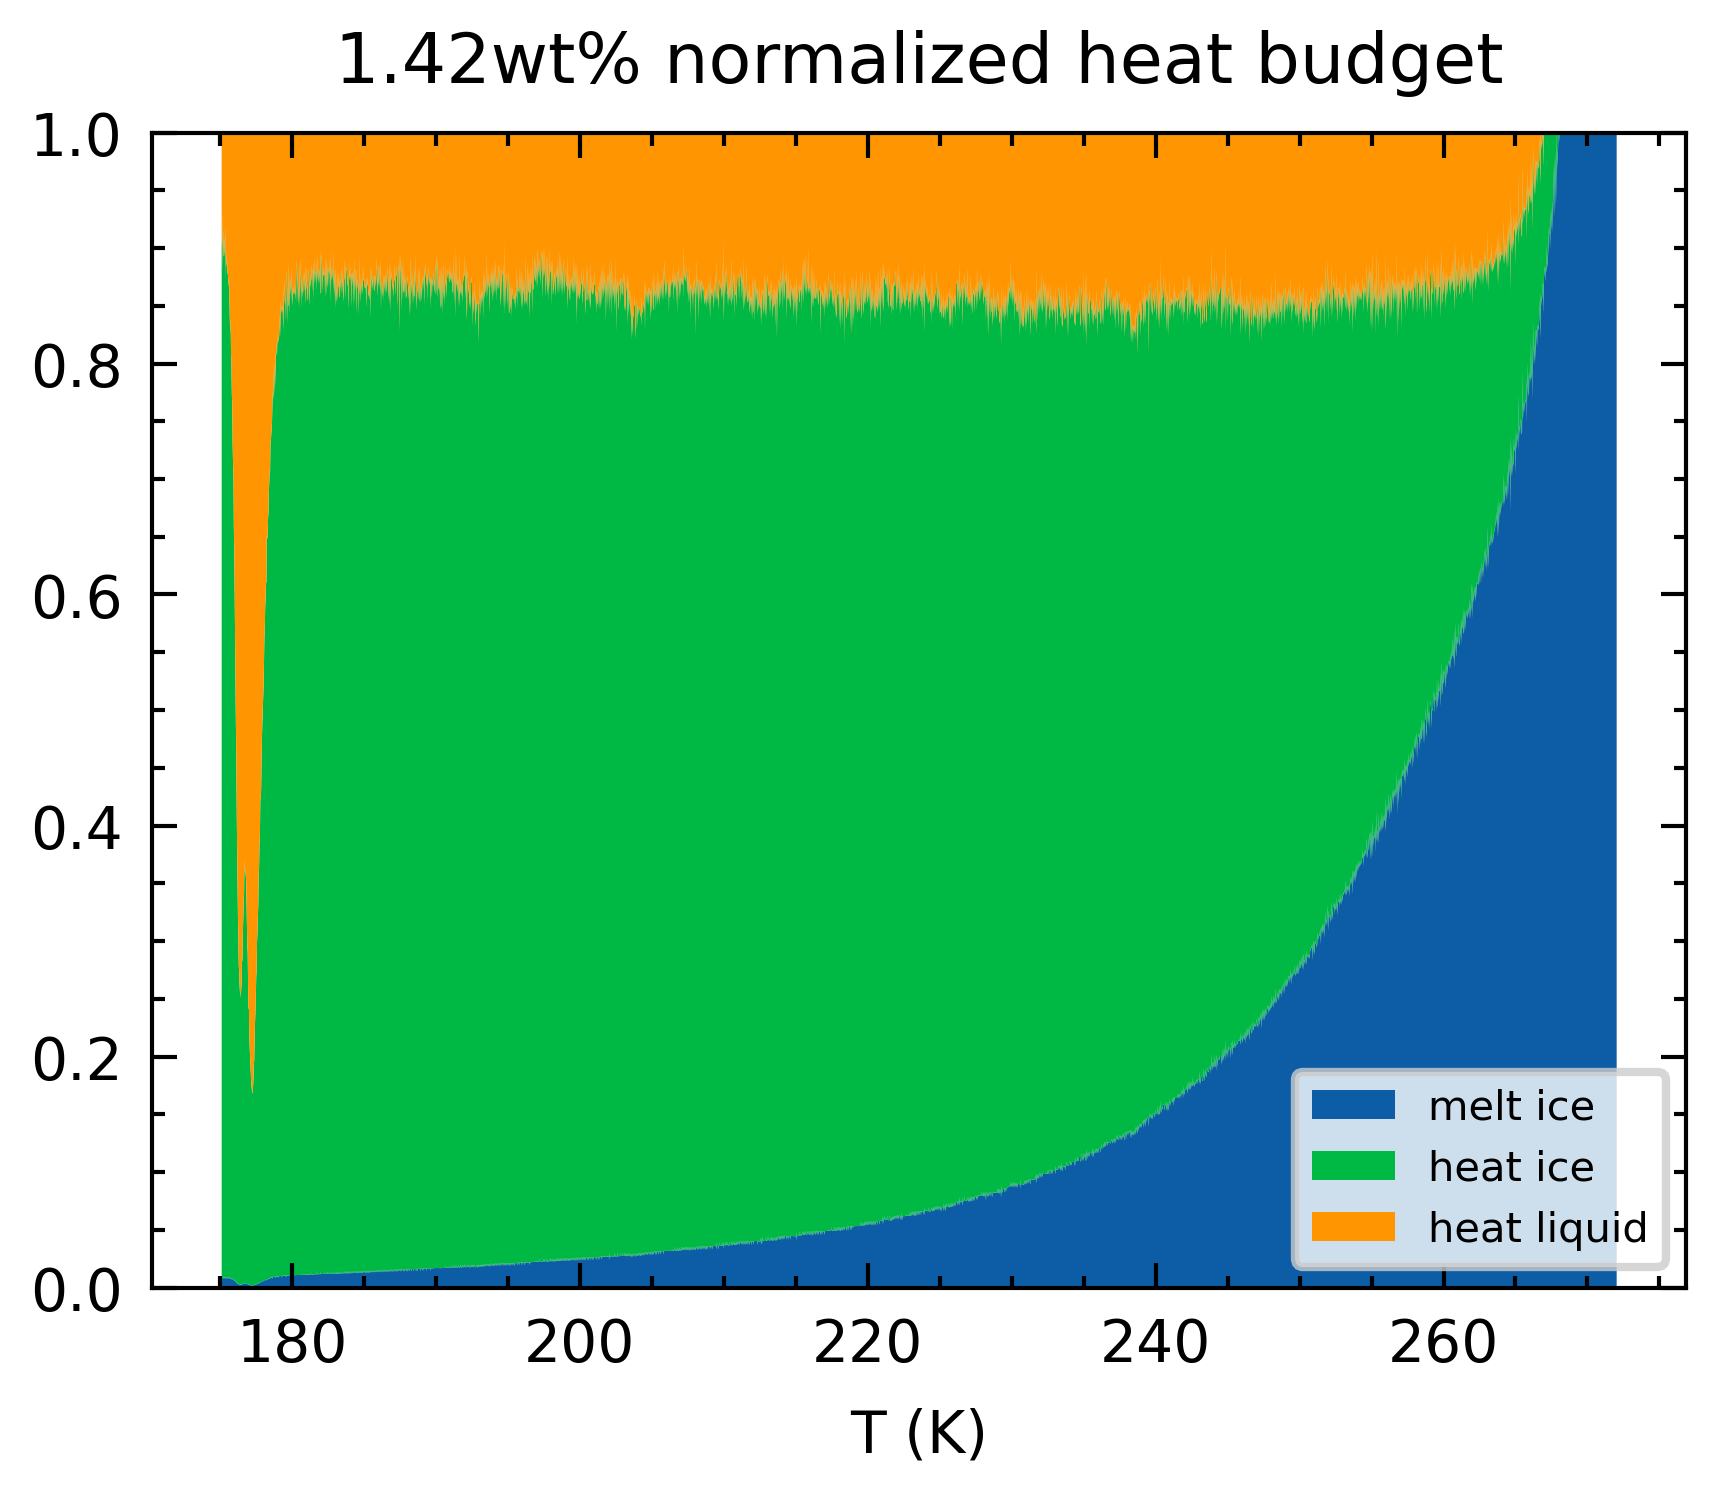 1.42wt% normalized heat budget
1.0
0.8
0.6
0.4
0.2
0.0
melt ice
heat ice
heat liquid
180 200 220 240 260
T (K)